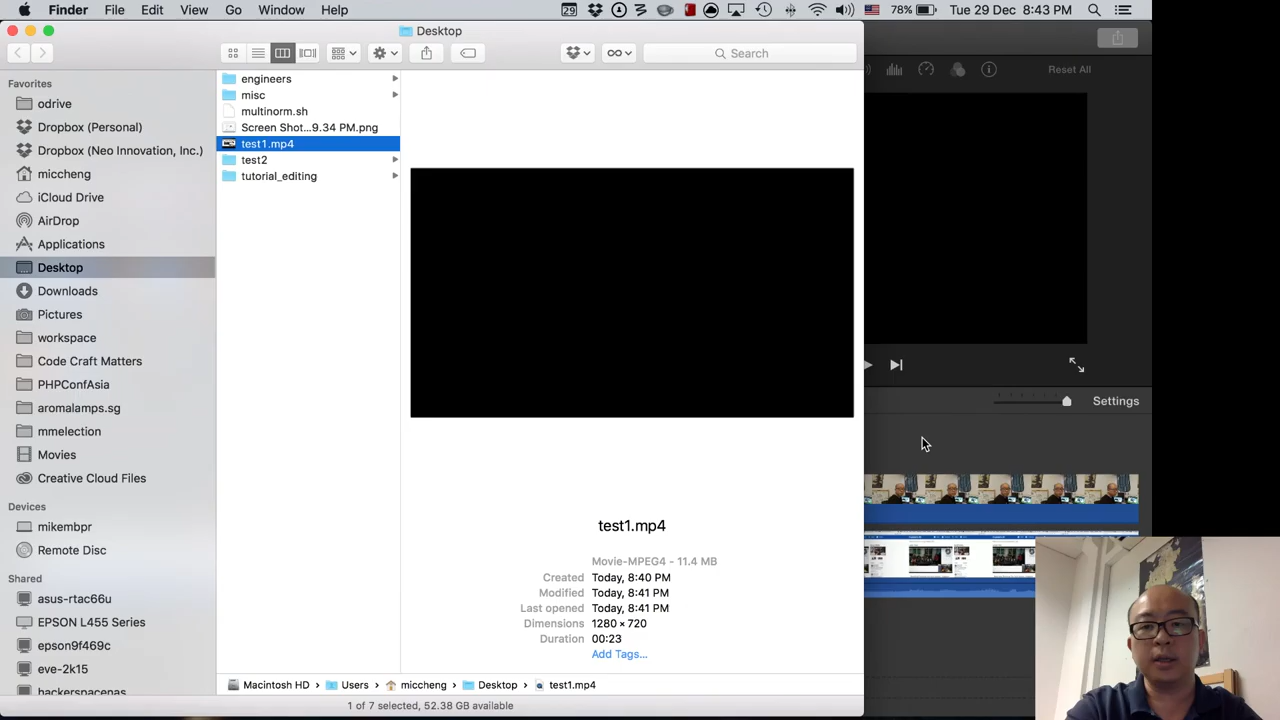 Finder File Edit View Go Window Help
29 78% Tue 29 Dec 8:43 PM
Desktop
Search
Reset All
Favorites
odrive
Dropbox (Personal)
Dropbox (Neo Innovation, Inc.)
miccheng
iCloud Drive
AirDrop
Applications
Desktop
Downloads
Pictures
workspace
Code Craft Matters
PHPConfAsia
aromalamps.sg
mmelection
Movies
Creative Cloud Files
Devices
mikembpr
Remote Disc
Shared
asus-rtac66u
EPSON L455 Series
epson9f469c
eve-2k15
hackerspacenas
engineers
misc
multinorm.sh
Screen Shot...9.34 PM.png
test1.mp4
test2
tutorial_editing
test1.mp4
Movie-MPEG4 - 11.4 MB
Created Today, 8:40 PM
Modified Today, 8:41 PM
Last opened Today, 8:41 PM
Dimensions 1280 × 720
Duration 00:23
Add Tags...
Settings
Macintosh HD › Users › miccheng › Desktop › test1.mp4
1 of 7 selected, 52.38 GB available